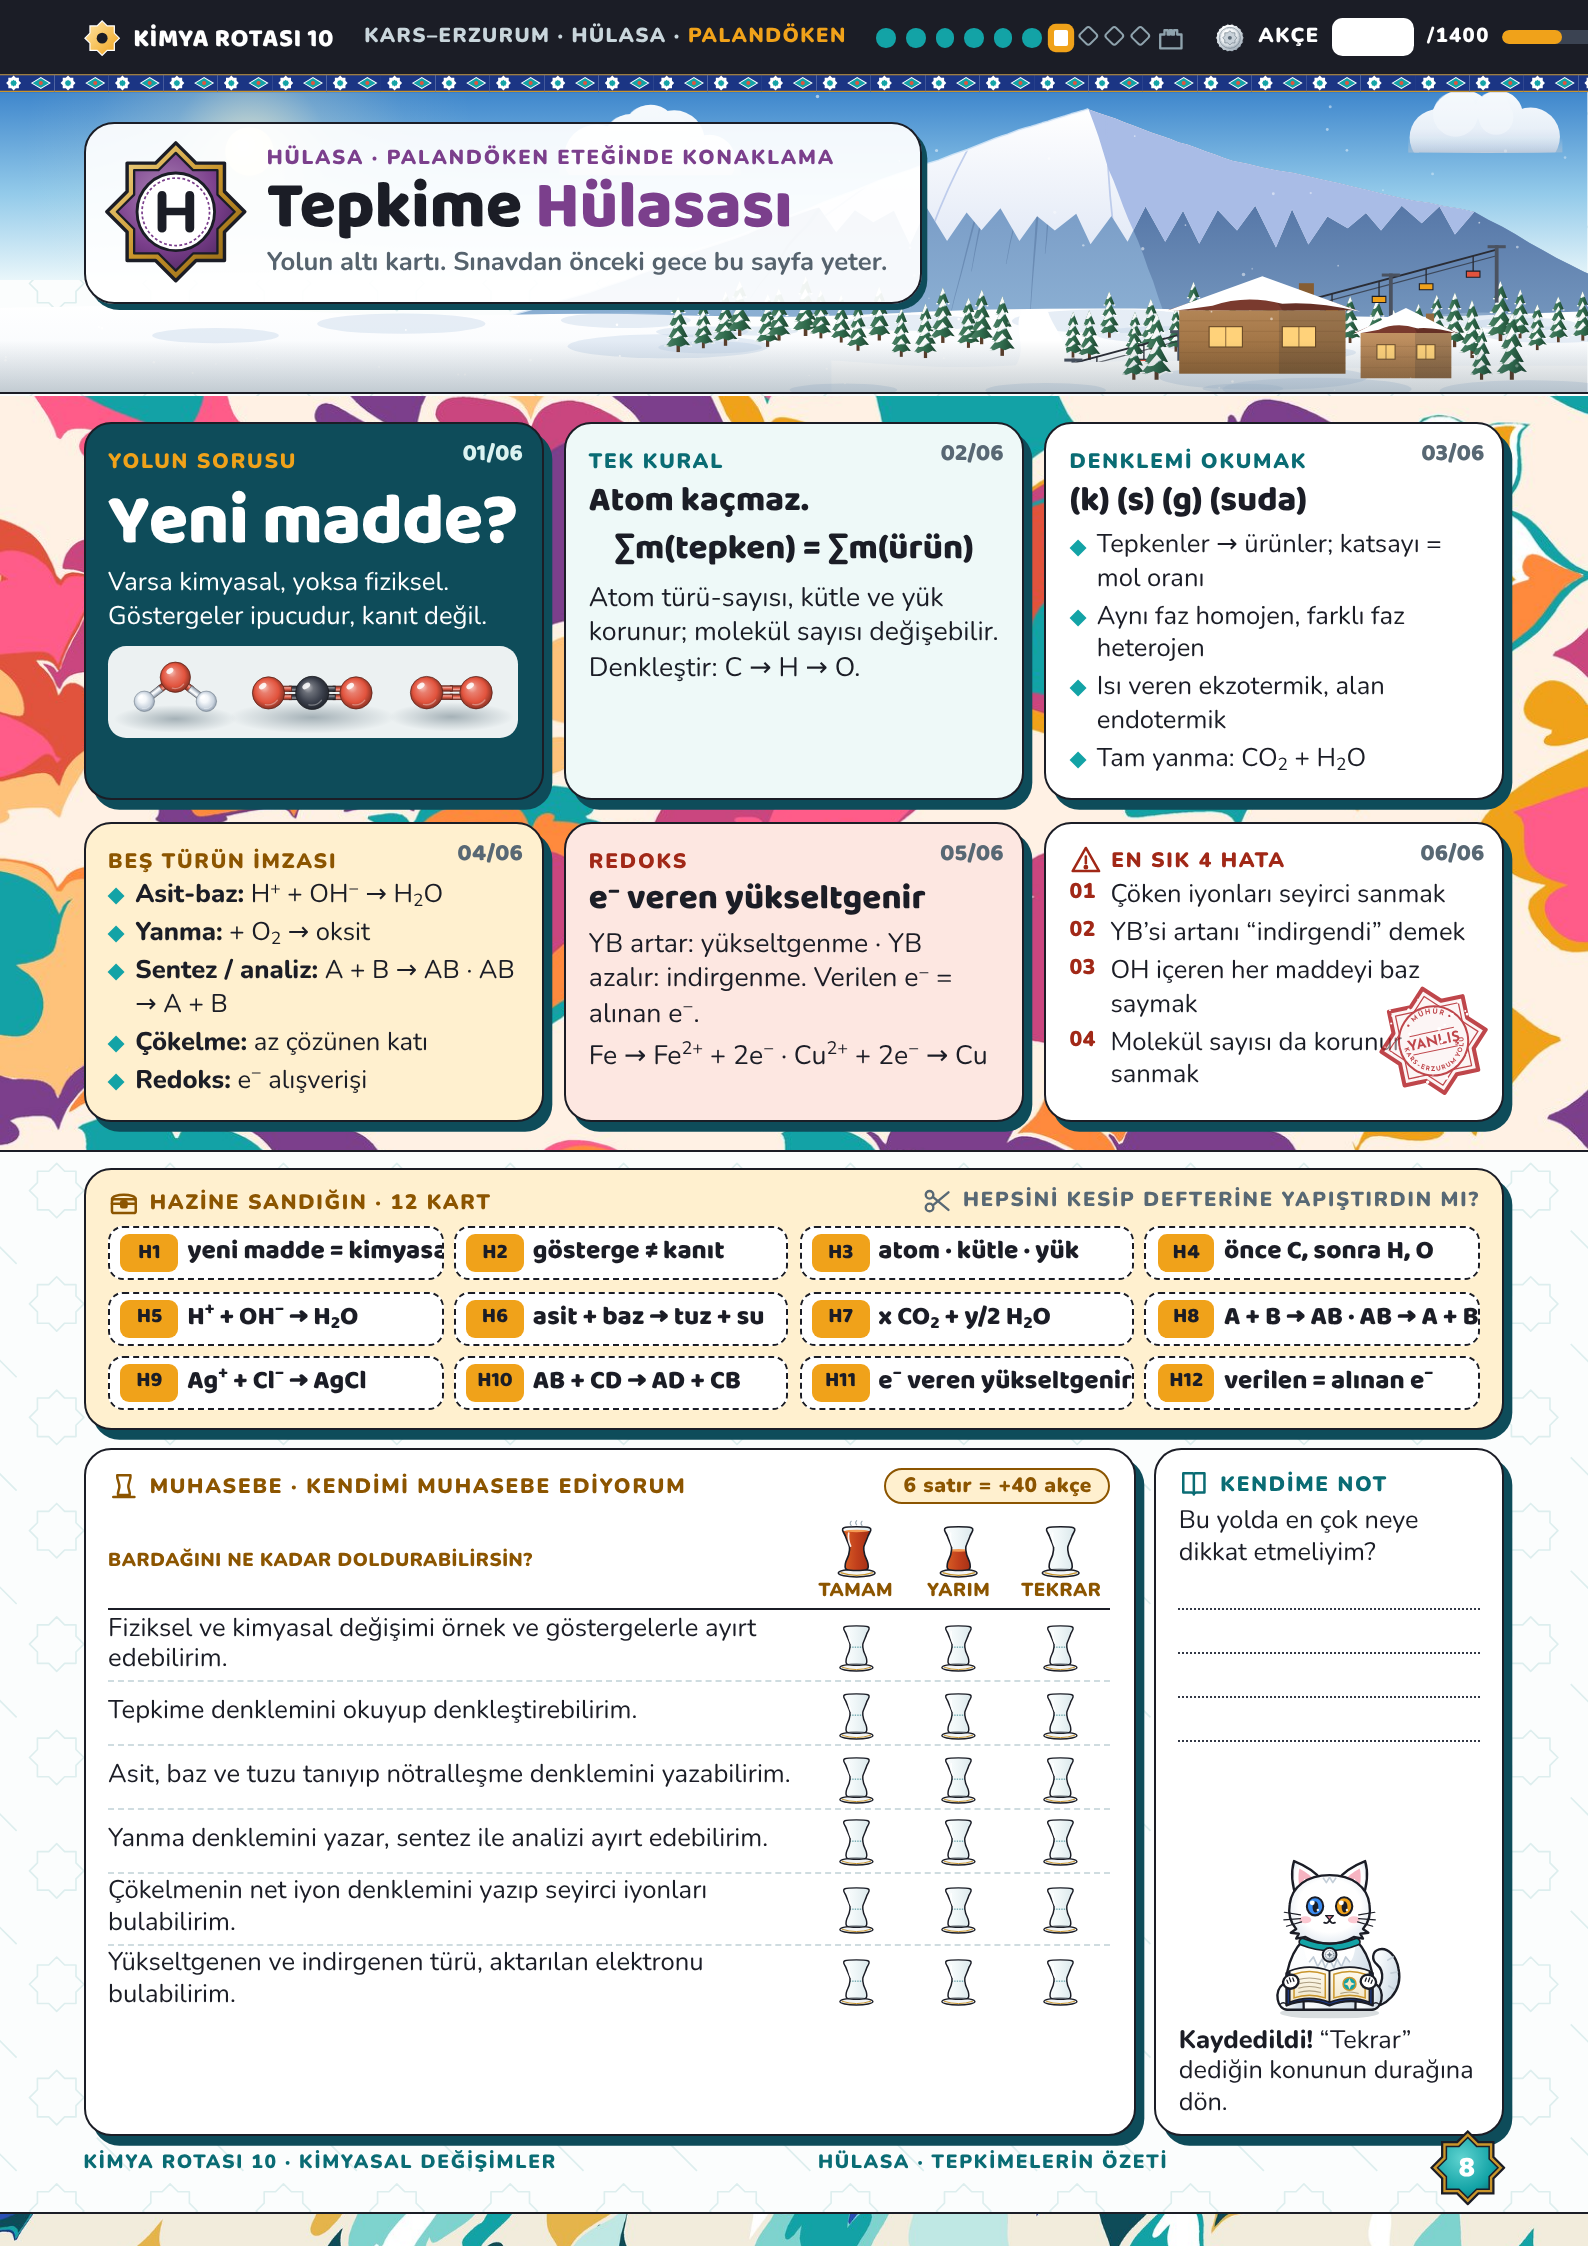 KİMYA ROTASI 10 KARS–ERZURUM · HÜLASA · PALANDÖKEN AKÇE /1400
HÜLASA · PALANDÖKEN ETEĞİNDE KONAKLAMA
H
Tepkime Hülasası
Yolun altı kartı. Sınavdan önceki gece bu sayfa yeter.
YOLUN SORUSU 01/06
Yeni madde?
Varsa kimyasal, yoksa fiziksel.
Göstergeler ipucudur, kanıt değil.
TEK KURAL 02/06
Atom kaçmaz.
∑m(tepken) = ∑m(ürün)
Atom türü-sayısı, kütle ve yük
korunur; molekül sayısı değişebilir.
Denkleştir: C → H → O.
DENKLEMİ OKUMAK 03/06
(k) (s) (g) (suda)
Tepkenler → ürünler; katsayı =
mol oranı
Aynı faz homojen, farklı faz
heterojen
Isı veren ekzotermik, alan
endotermik
Tam yanma: CO₂ + H₂O
BEŞ TÜRÜN İMZASI 04/06
Asit-baz: H⁺ + OH⁻ → H₂O
Yanma: + O₂ → oksit
Sentez / analiz: A + B → AB · AB
→ A + B
Çökelme: az çözünen katı
Redoks: e⁻ alışverişi
REDOKS 05/06
e⁻ veren yükseltgenir
YB artar: yükseltgenme · YB
azalır: indirgenme. Verilen e⁻ =
alınan e⁻.
Fe → Fe²⁺ + 2e⁻ · Cu²⁺ + 2e⁻ → Cu
EN SIK 4 HATA 06/06
01 Çöken iyonları seyirci sanmak
02 YB’si artanı “indirgendi” demek
03 OH içeren her maddeyi baz
saymak
04 Molekül sayısı da korunur
sanmak
MÜHÜR
YANLIŞ
KARS-ERZURUM YOLU
HAZİNE SANDIĞIN · 12 KART HEPSİNİ KESİP DEFTERİNE YAPIŞTIRDIN MI?
H1 yeni madde = kimyasa
H2 gösterge ≠ kanıt
H3 atom · kütle · yük
H4 önce C, sonra H, O
H5 H⁺ + OH⁻ → H₂O
H6 asit + baz → tuz + su
H7 x CO₂ + y/2 H₂O
H8 A + B → AB · AB → A + B
H9 Ag⁺ + Cl⁻ → AgCl
H10 AB + CD → AD + CB
H11 e⁻ veren yükseltgenir
H12 verilen = alınan e⁻
MUHASEBE · KENDİMİ MUHASEBE EDİYORUM 6 satır = +40 akçe
BARDAĞINI NE KADAR DOLDURABİLİRSİN? TAMAM YARIM TEKRAR
Fiziksel ve kimyasal değişimi örnek ve göstergelerle ayırt
edebilirim.
Tepkime denklemini okuyup denkleştirebilirim.
Asit, baz ve tuzu tanıyıp nötralleşme denklemini yazabilirim.
Yanma denklemini yazar, sentez ile analizi ayırt edebilirim.
Çökelmenin net iyon denklemini yazıp seyirci iyonları
bulabilirim.
Yükseltgenen ve indirgenen türü, aktarılan elektronu
bulabilirim.
KENDİME NOT
Bu yolda en çok neye
dikkat etmeliyim?
Kaydedildi! “Tekrar”
dediğin konunun durağına
dön.
KİMYA ROTASI 10 · KİMYASAL DEĞİŞİMLER HÜLASA · TEPKİMELERİN ÖZETİ 8